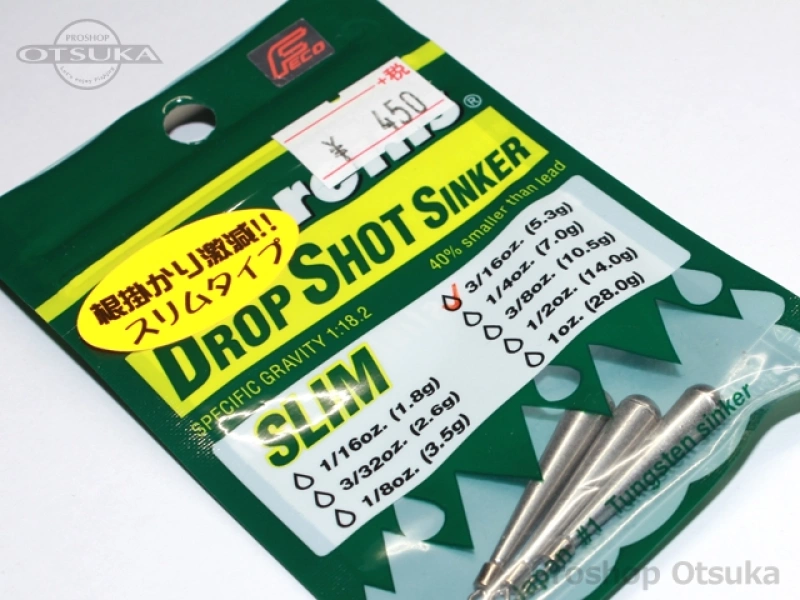 PROSHOP
OTSUKA
FECO
+税
¥ 450
®
DROP SHOT SINKER
40% smaller than lead
根掛かり激減!!
スリムタイプ
SPECIFIC GRAVITY 1:18.2
SLIM
3/16oz. (5.3g)
1/4oz. (7.0g)
3/8oz. (10.5g)
1/2oz. (14.0g)
1oz. (28.0g)
1/16oz. (1.8g)
3/32oz. (2.6g)
1/8oz. (3.5g)
Japan #1 Tungsten sinker
Proshop Otsuka